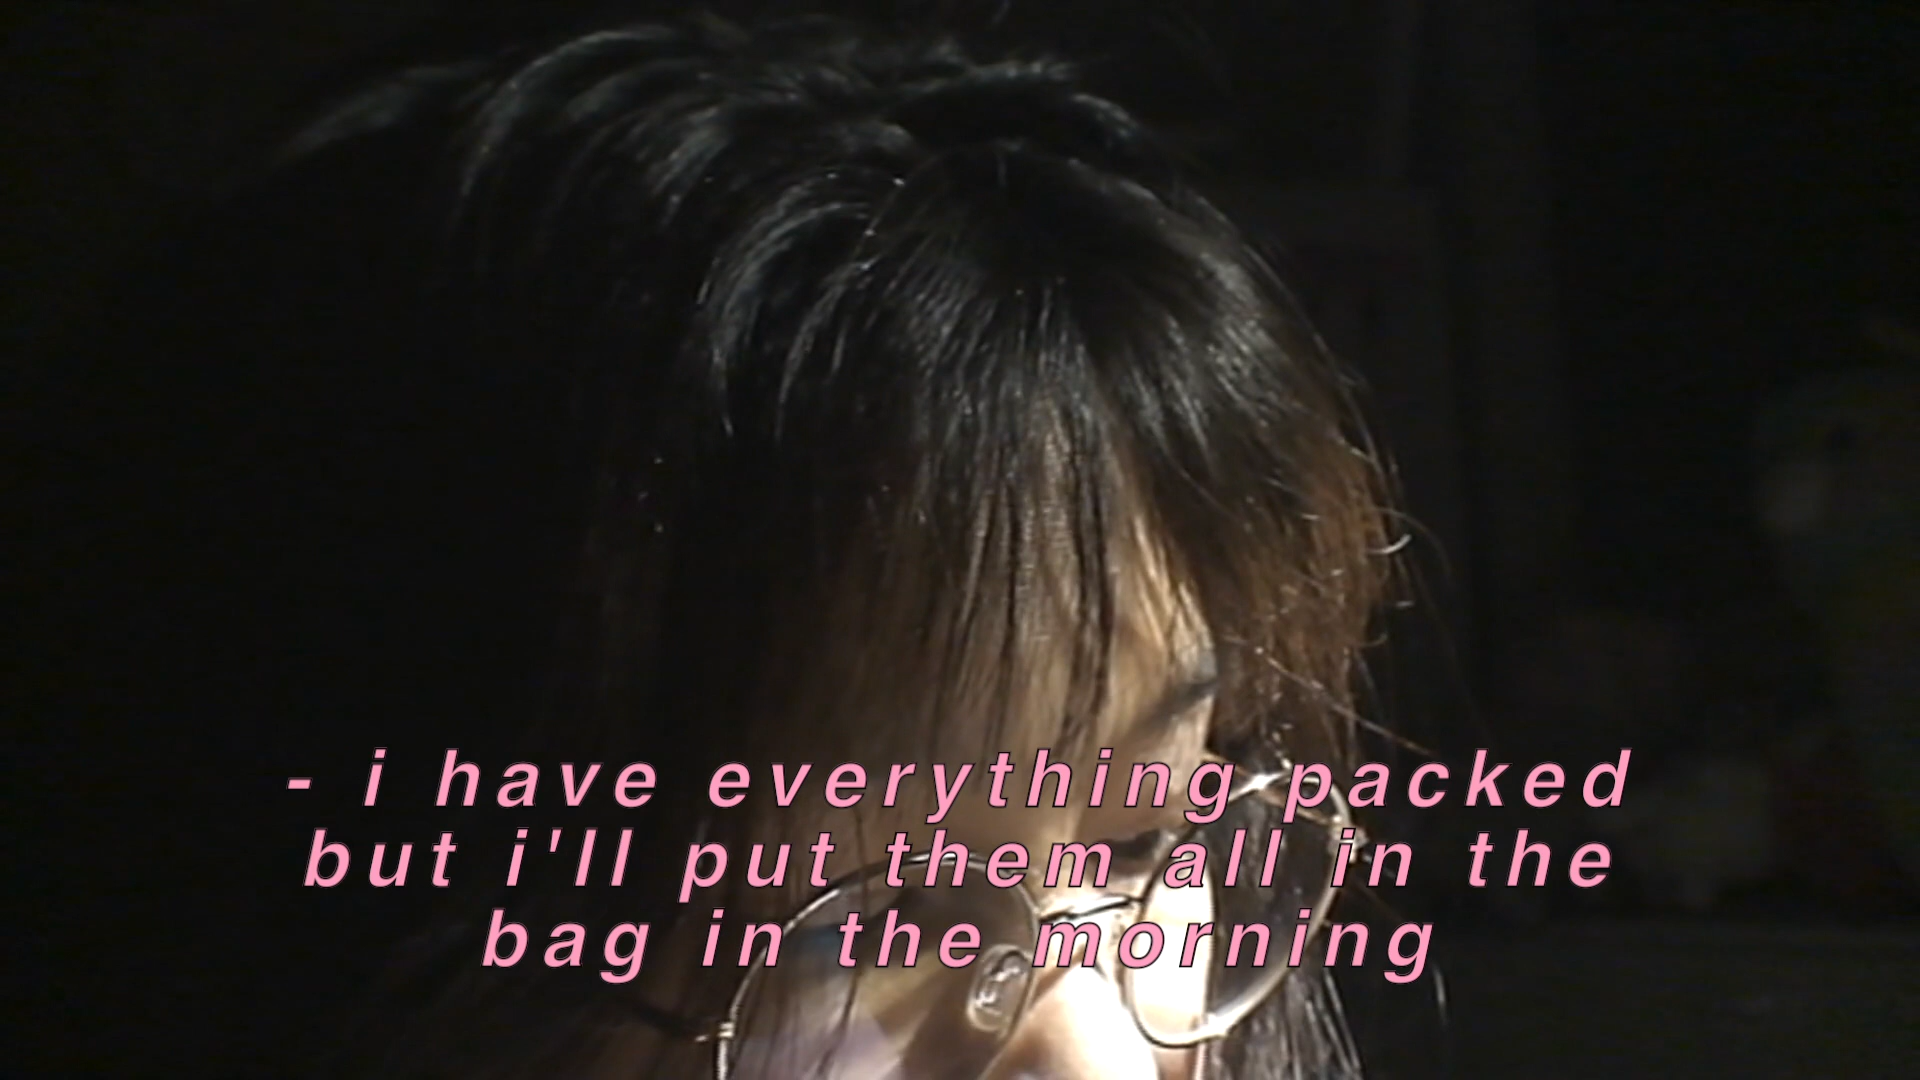 - i have everything packed
but i'll put them all in the
bag in the morning